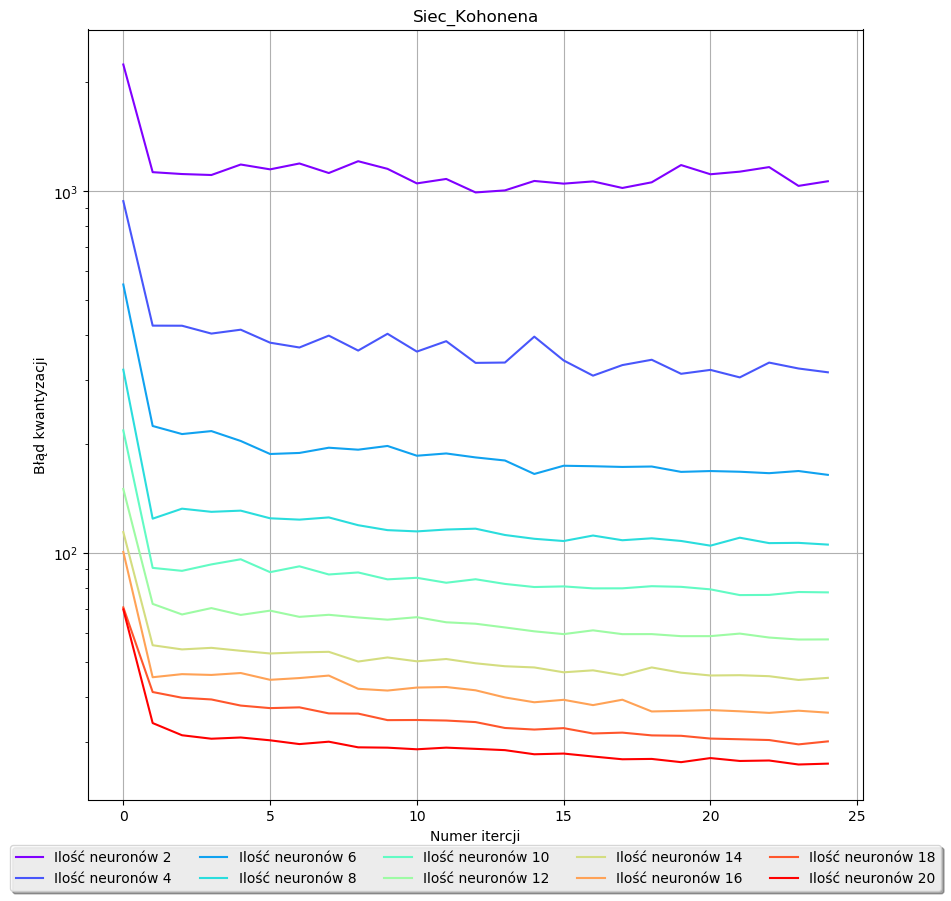 Siec_Kohonena
10³
10²
Błąd kwantyzacji
0 5 10 15 20 25
Numer itercji
Ilość neuronów 2 Ilość neuronów 6 Ilość neuronów 10 Ilość neuronów 14 Ilość neuronów 18
Ilość neuronów 4 Ilość neuronów 8 Ilość neuronów 12 Ilość neuronów 16 Ilość neuronów 20